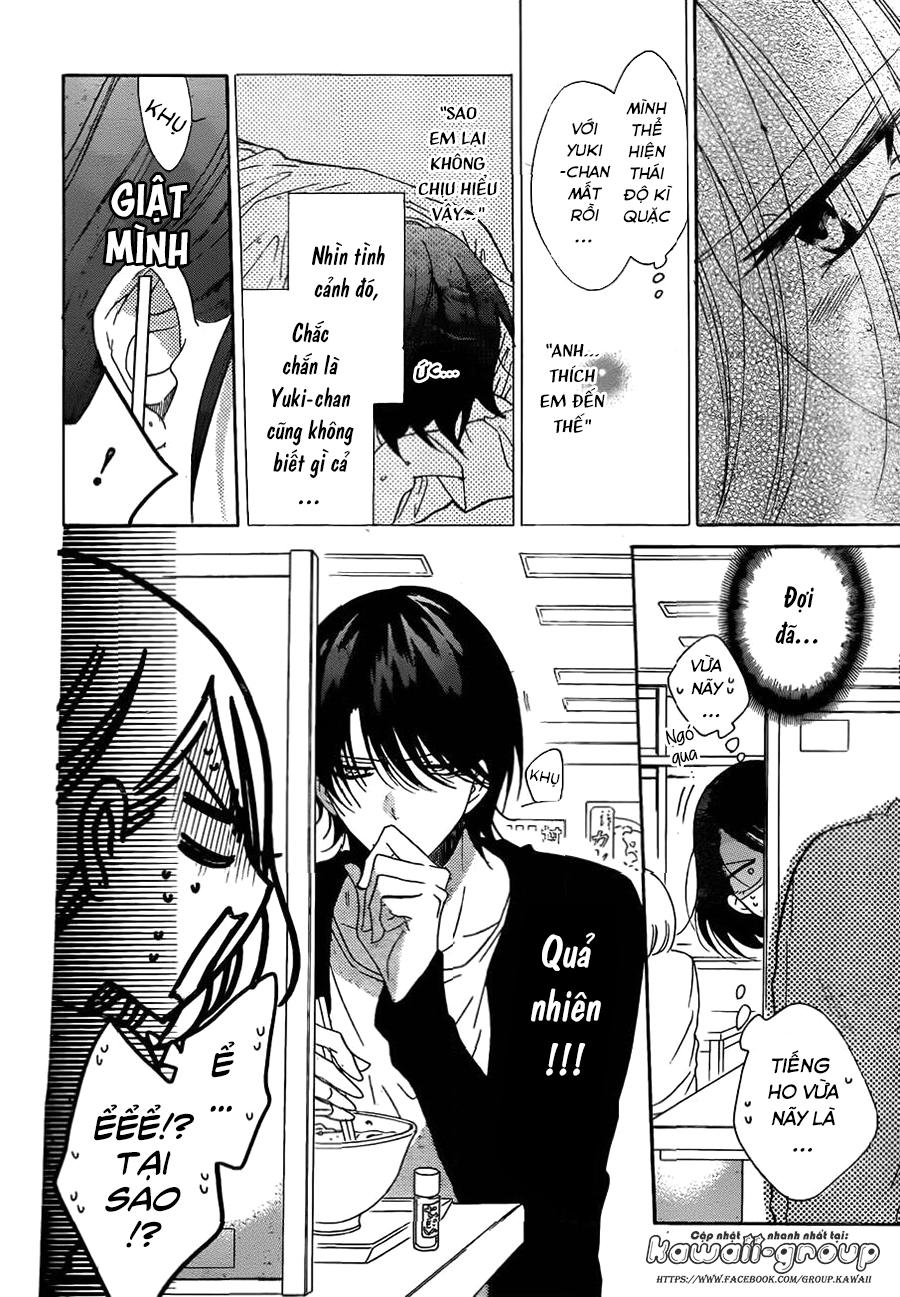 MÌNH
THỂ
HIỆN
THÁI
ĐỘ KÌ
QUẶC
VỚI
YUKI
-CHAN
MẤT
RỒI
...
"ANH...
THÍCH
EM ĐẾN
THẾ"
"SAO
EM LẠI
KHÔNG
CHỊU HIỂU
VẬY..."
Nhìn tình
cảnh đó,
Chắc
chắn là
Yuki-chan
cũng không
biết gì cả
...
ỨC....
KHỤ
GIẬT
MÌNH
!
Đợi
đã...
VỪA
NÃY
...
Ngó
qua
TIẾNG
HO VỪA
NÃY LÀ
...
KHỤ
Quả
nhiên
!!!
Ể
...
ỂỂỂ!?
TẠI
SAO
!?
Cập nhật nhanh nhất tại:
kawaii-group
HTTPS://WWW.FACEBOOK.COM/GROUP.KAWAII